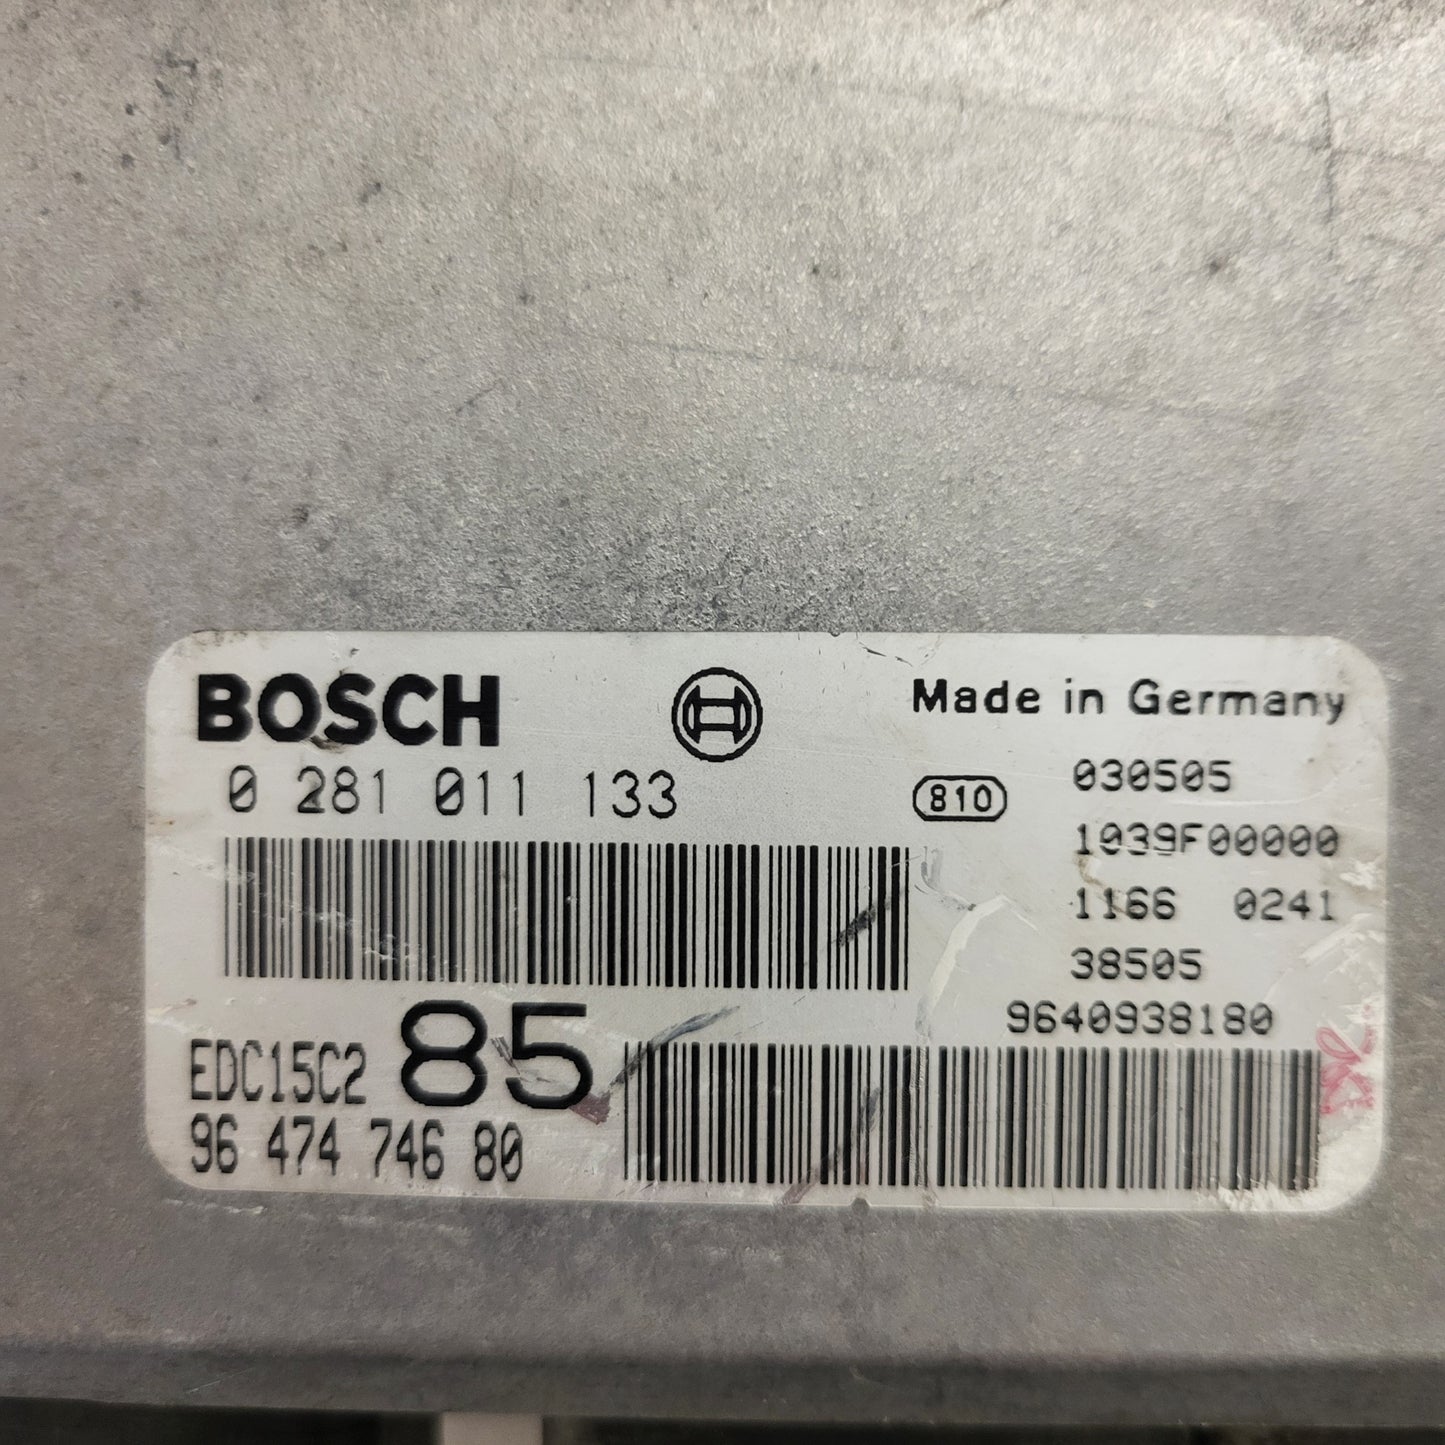 BOSCH
Made in Germany
0 281 011 133
810
030505
1039F00000
1166 0241
38505
9640938180
EDC15C2 85
96 474 746 80